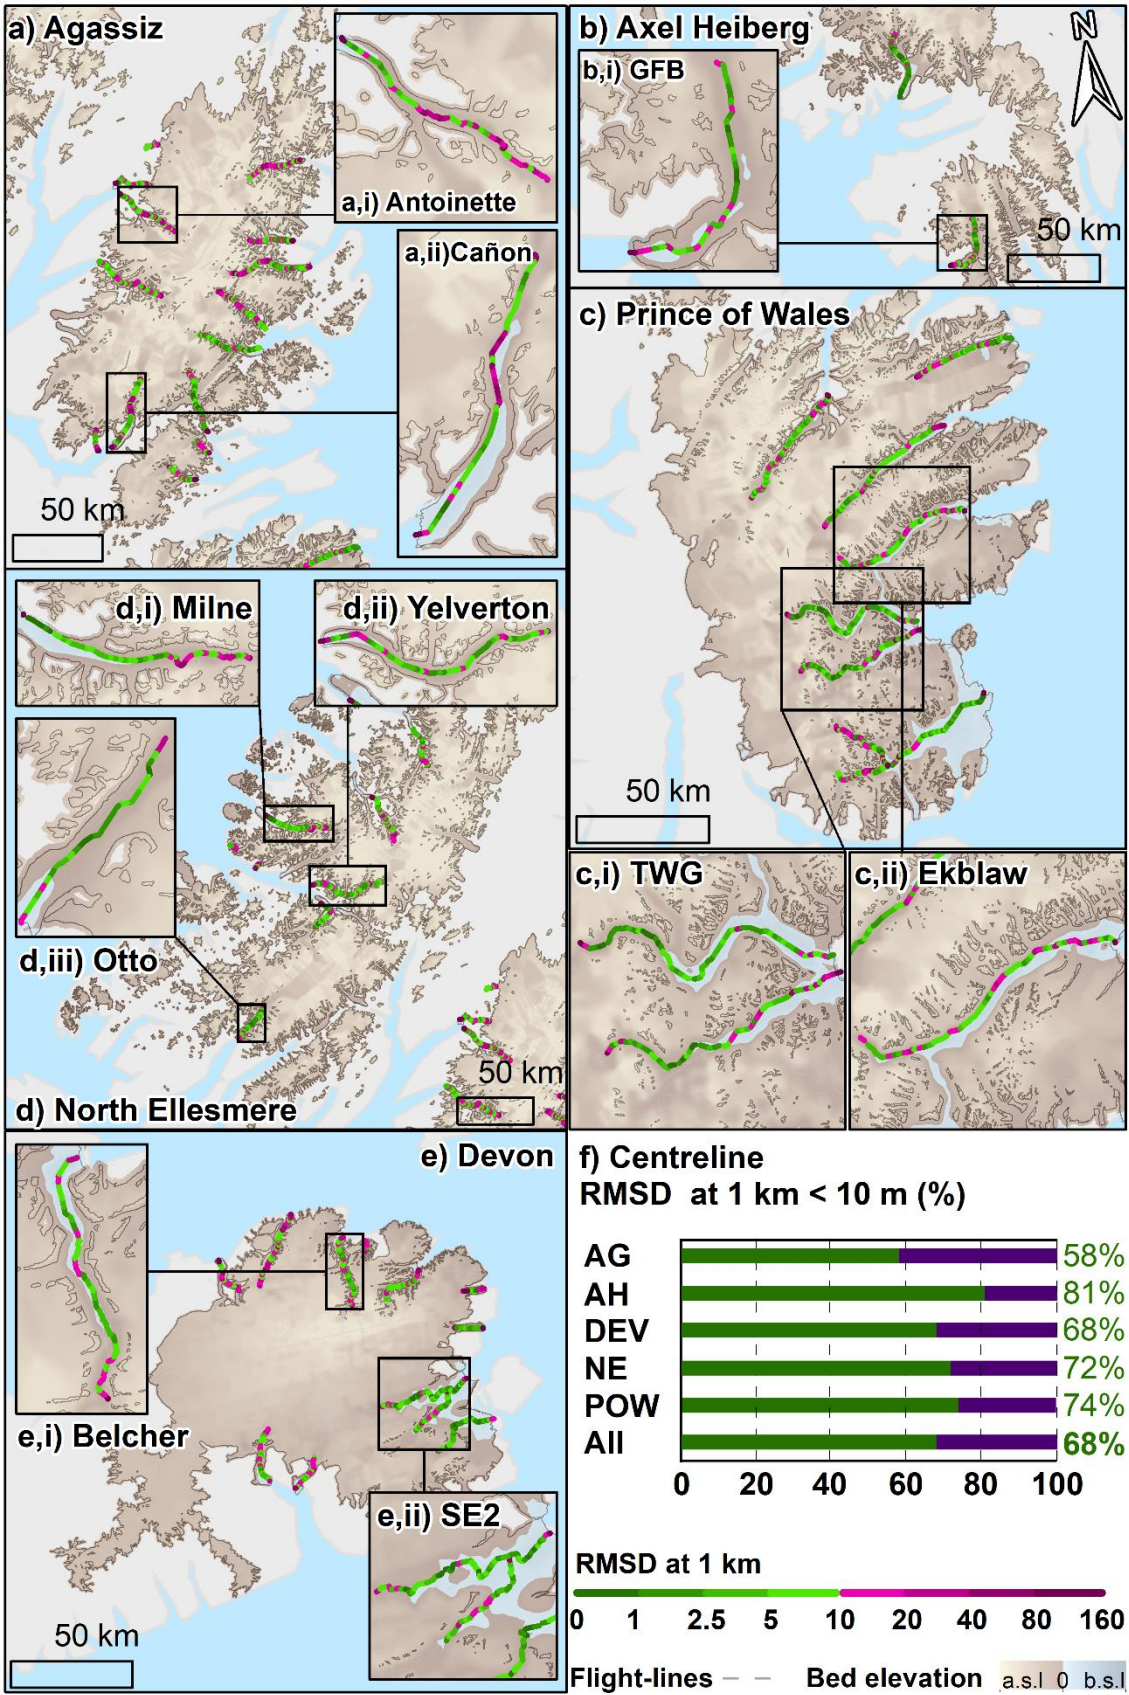 a) Agassiz
a,i) Antoinette
a,ii)Cañon
50 km
b) Axel Heiberg
b,i) GFB
N
50 km
c) Prince of Wales
50 km
c,i) TWG
c,ii) Ekblaw
d,i) Milne
d,ii) Yelverton
d,iii) Otto
50 km
d) North Ellesmere
e) Devon
e,i) Belcher
e,ii) SE2
50 km
f) Centreline
RMSD at 1 km < 10 m (%)
AG 58%
AH 81%
DEV 68%
NE 72%
POW 74%
All 68%
0 20 40 60 80 100
RMSD at 1 km
0 1 2.5 5 10 20 40 80 160
Flight-lines Bed elevation a.s.l 0 b.s.l